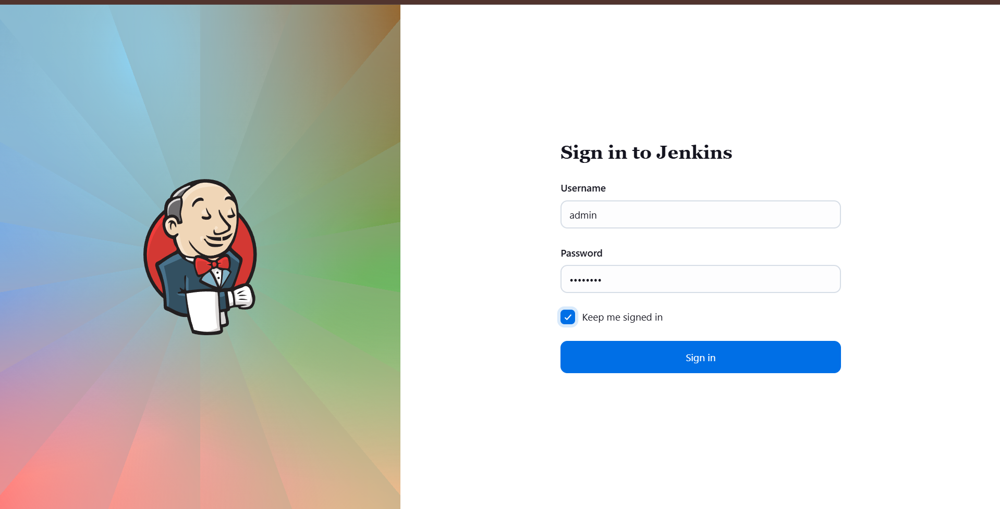 Sign in to Jenkins
Username
admin
Password
••••••••
Keep me signed in
Sign in